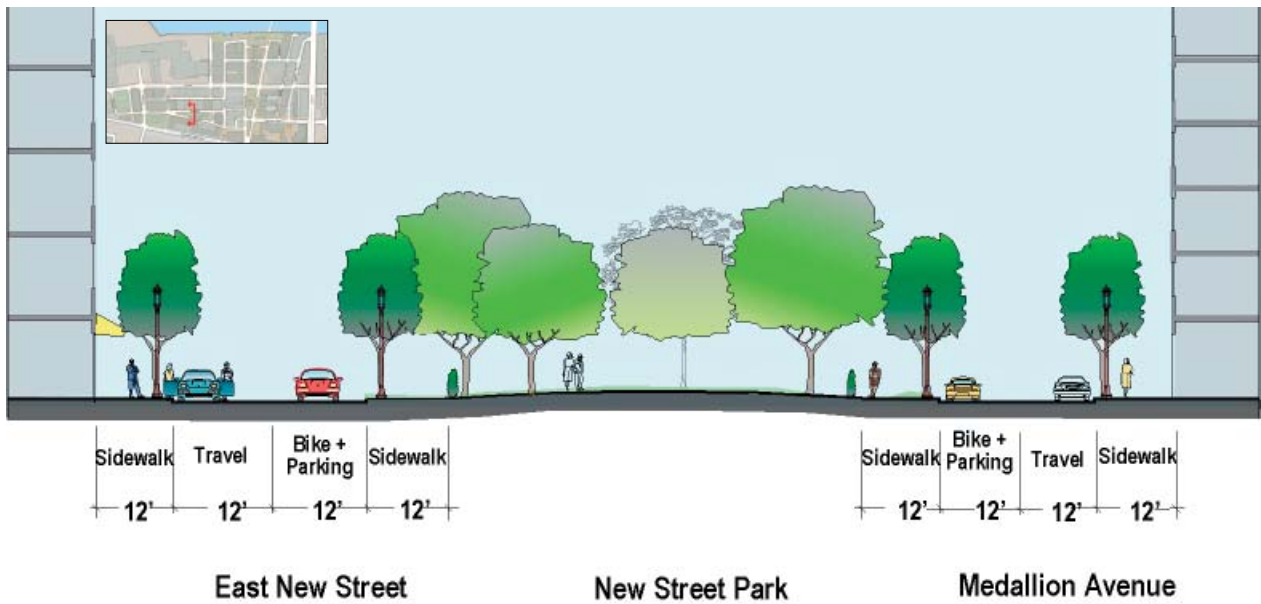 Sidewalk Travel Bike + Parking Sidewalk
12' 12' 12' 12'
Sidewalk Bike + Parking Travel Sidewalk
12' 12' 12' 12'
East New Street
New Street Park
Medallion Avenue